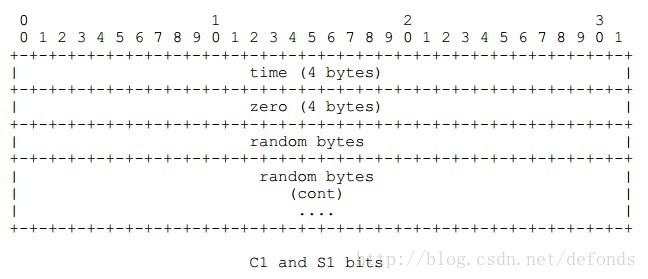 0 1 2 3
0 1 2 3 4 5 6 7 8 9 0 1 2 3 4 5 6 7 8 9 0 1 2 3 4 5 6 7 8 9 0 1
+-+-+-+-+-+-+-+-+-+-+-+-+-+-+-+-+-+-+-+-+-+-+-+-+-+-+-+-+-+-+-+-+
| time (4 bytes) |
+-+-+-+-+-+-+-+-+-+-+-+-+-+-+-+-+-+-+-+-+-+-+-+-+-+-+-+-+-+-+-+-+
| zero (4 bytes) |
+-+-+-+-+-+-+-+-+-+-+-+-+-+-+-+-+-+-+-+-+-+-+-+-+-+-+-+-+-+-+-+-+
| random bytes |
+-+-+-+-+-+-+-+-+-+-+-+-+-+-+-+-+-+-+-+-+-+-+-+-+-+-+-+-+-+-+-+-+
| random bytes |
| (cont) |
| .... |
+-+-+-+-+-+-+-+-+-+-+-+-+-+-+-+-+-+-+-+-+-+-+-+-+-+-+-+-+-+-+-+-+
C1 and S1 bits
http://blog.csdn.net/defonds